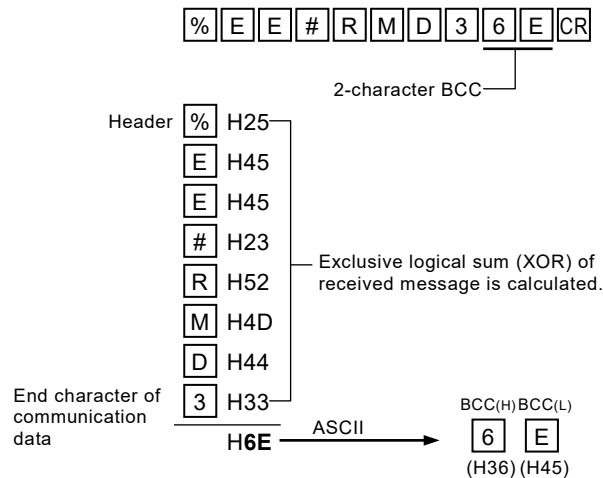 % E E # R M D 3 6 E CR
2-character BCC
Header % H25
E H45
E H45
# H23
R H52
M H4D
D H44
3 H33
Exclusive logical sum (XOR) of
received message is calculated.
End character of
communication
data
H6E
ASCII
BCC(H) BCC(L)
6 E
(H36) (H45)